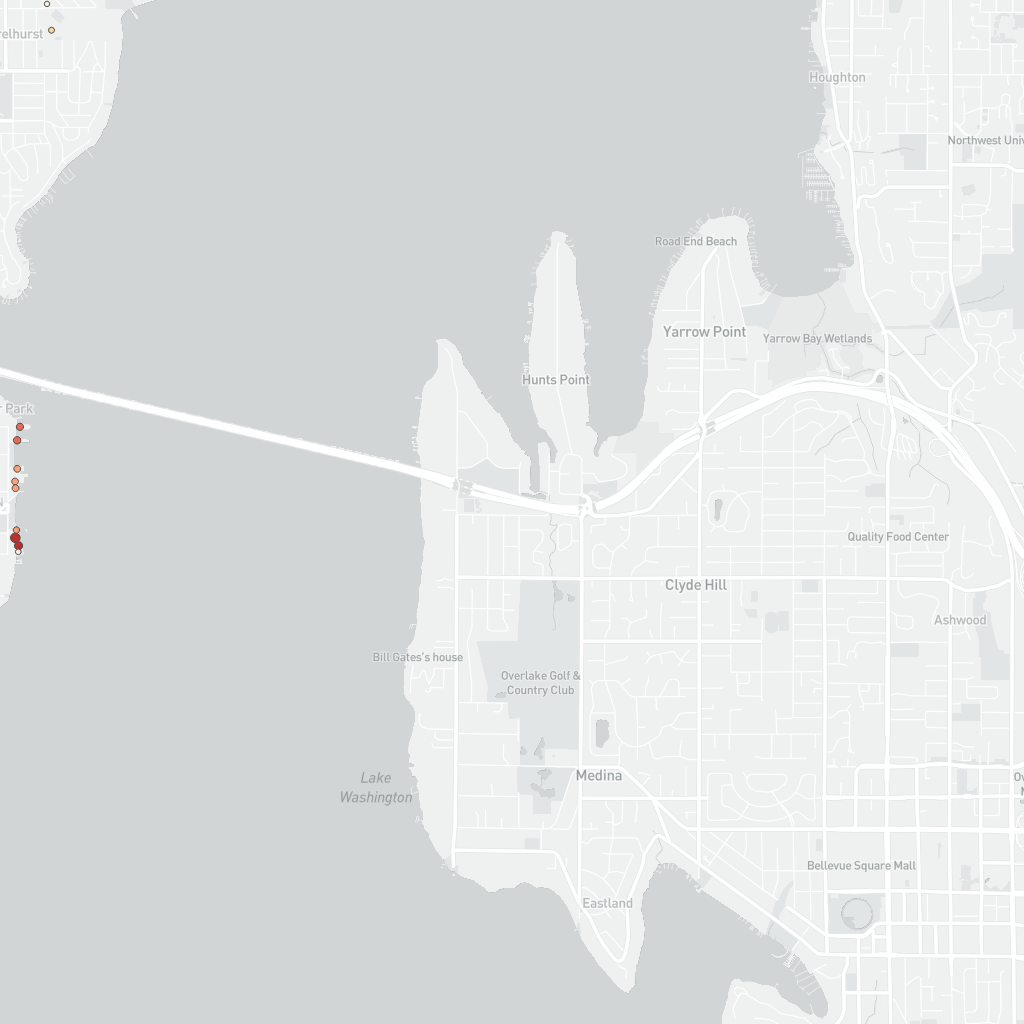 relhurst
Houghton
Northwest Univ
Road End Beach
Yarrow Point
Yarrow Bay Wetlands
Hunts Point
r Park
Quality Food Center
Clyde Hill
Ashwood
Bill Gates's house
Overlake Golf &
Country Club
Medina
Lake
Washington
Bellevue Square Mall
Eastland